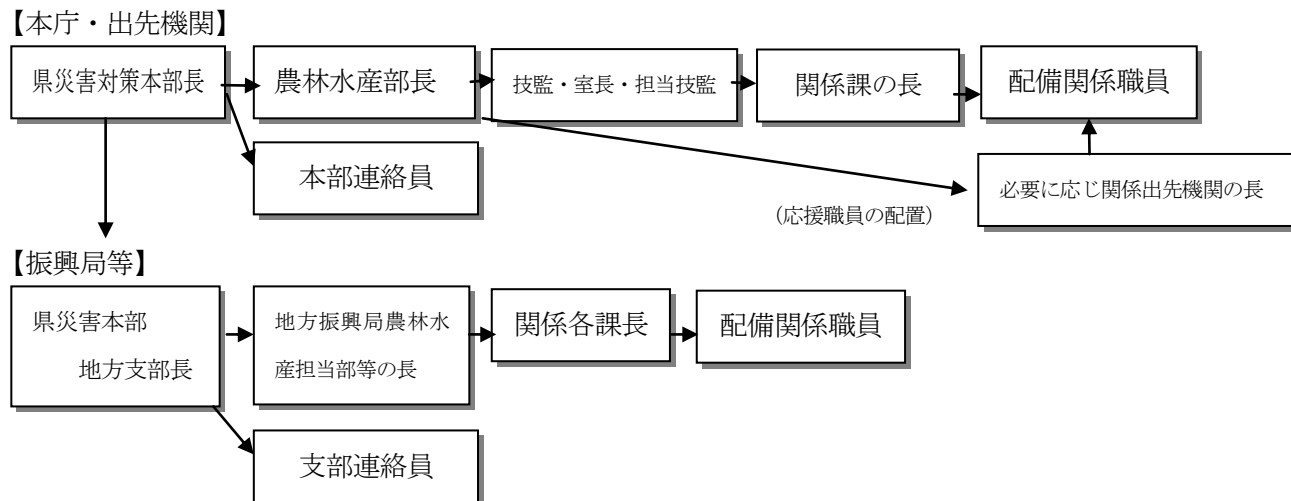 【本庁・出先機関】
県災害対策本部長
農林水産部長
技監・室長・担当技監
関係課の長
配備関係職員
本部連絡員
必要に応じ関係出先機関の長
(応援職員の配置)
【振興局等】
県災害本部
地方支部長
地方振興局農林水
産担当部等の長
関係各課長
配備関係職員
支部連絡員